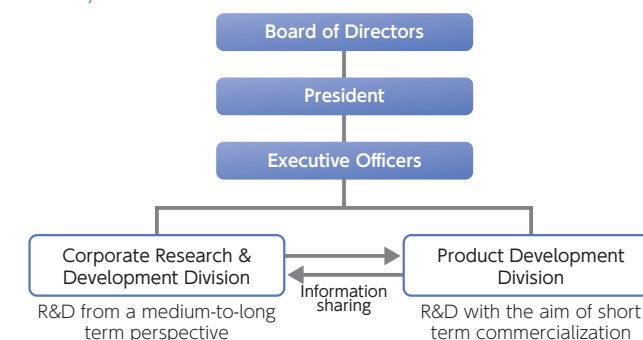 Board of Directors
President
Executive Officers
Corporate Research &
Development Division
Product Development
Division
Information
sharing
R&D from a medium-to-long
term perspective
R&D with the aim of short
term commercialization